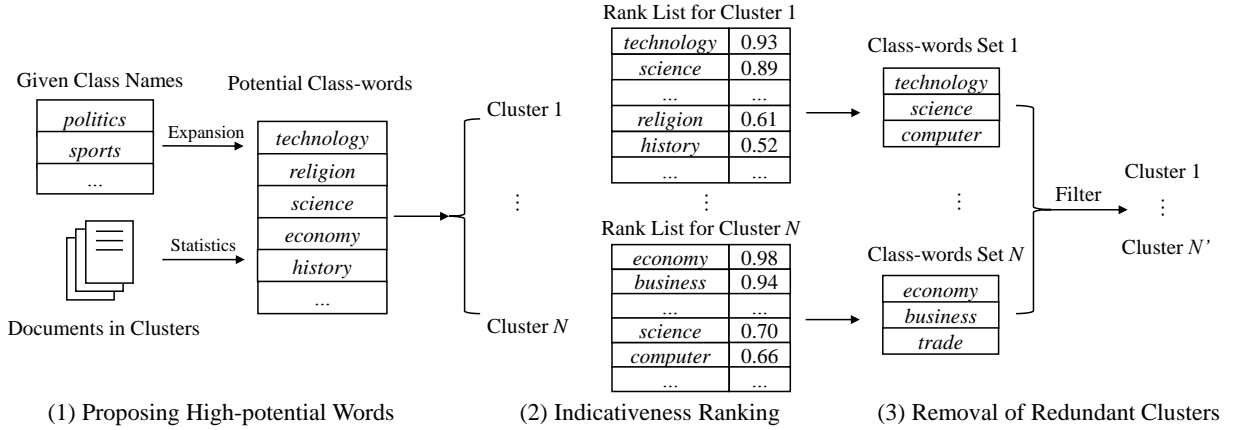 Given Class Names
politics
sports
...
Expansion
Documents in Clusters
Statistics
Potential Class-words
technology
religion
science
economy
history
...
Cluster 1
⋮
Cluster N
Rank List for Cluster 1
technology 0.93
science 0.89
... ...
religion 0.61
history 0.52
... ...
⋮
Rank List for Cluster N
economy 0.98
business 0.94
... ...
science 0.70
computer 0.66
... ...
Class-words Set 1
technology
science
computer
⋮
Class-words Set N
economy
business
trade
Filter
Cluster 1
⋮
Cluster N’
(1) Proposing High-potential Words
(2) Indicativeness Ranking
(3) Removal of Redundant Clusters